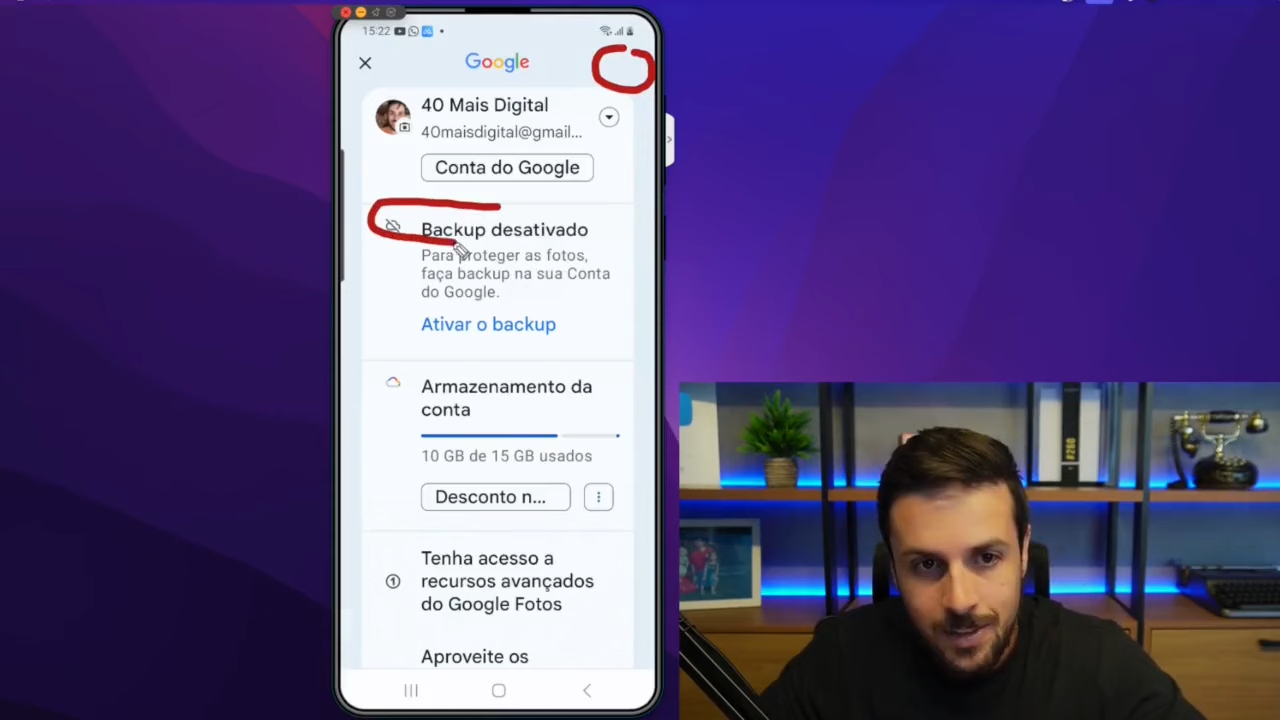 15:22
Google
40 Mais Digital
40maisdigital@gmail...
Conta do Google
Backup desativado
Para proteger as fotos,
faça backup na sua Conta
do Google.
Ativar o backup
Armazenamento da
conta
10 GB de 15 GB usados
Desconto n...
Tenha acesso a
recursos avançados
do Google Fotos
Aproveite os
#260